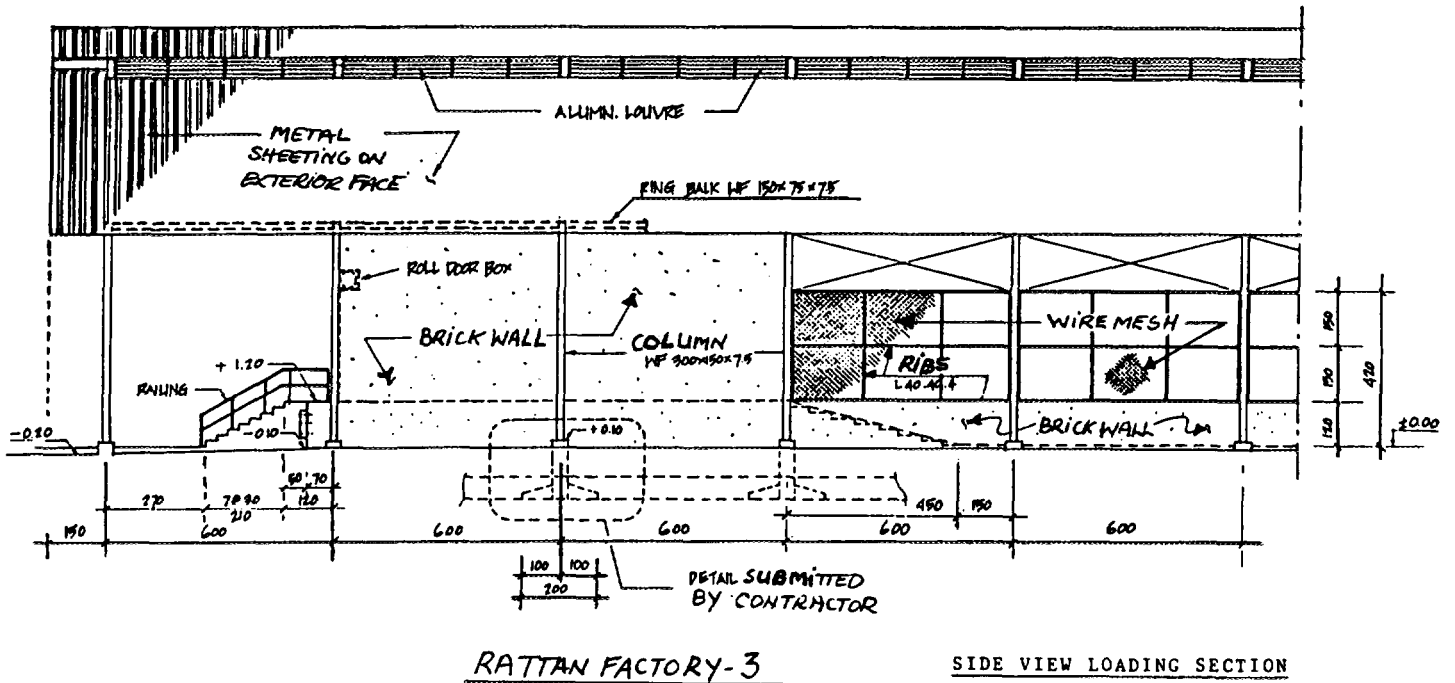 ALUMN. LOUVRE
METAL
SHEETING ON
EXTERIOR FACE
RING BALK WF 150x75x7.5
ROLL DOOR BOX
BRICK WALL
COLUMN
WF 300x150x7.5
WIRE MESH
RIBS
L 40.40.4
+ 1.20
RAILING
-0.10
-0.20
+0.10
BRICK WALL
±0.00
150
150
120
420
50
70
270
7@30
210
120
450
150
150
600
600
600
600
600
100
100
200
DETAIL SUBMITTED
BY CONTRACTOR
RATTAN FACTORY-3
SIDE VIEW LOADING SECTION